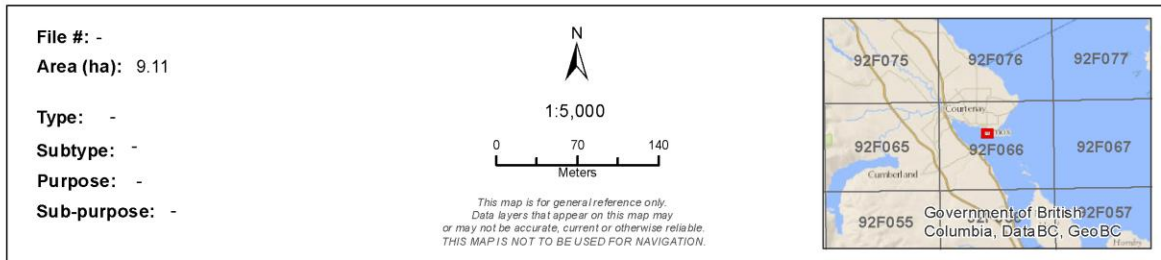 File #: -
Area (ha): 9.11
Type: -
Subtype: -
Purpose: -
Sub-purpose: -
N
1:5,000
0 70 140
Meters
This map is for general reference only.
Data layers that appear on this map may
or may not be accurate, current or otherwise reliable.
THIS MAP IS NOT TO BE USED FOR NAVIGATION.
92F075 92F076 92F077
Courtenay
92F065 92F066 92F067
Cumberland
92F055 92F057
Government of British
Columbia, DataBC, GeoBC